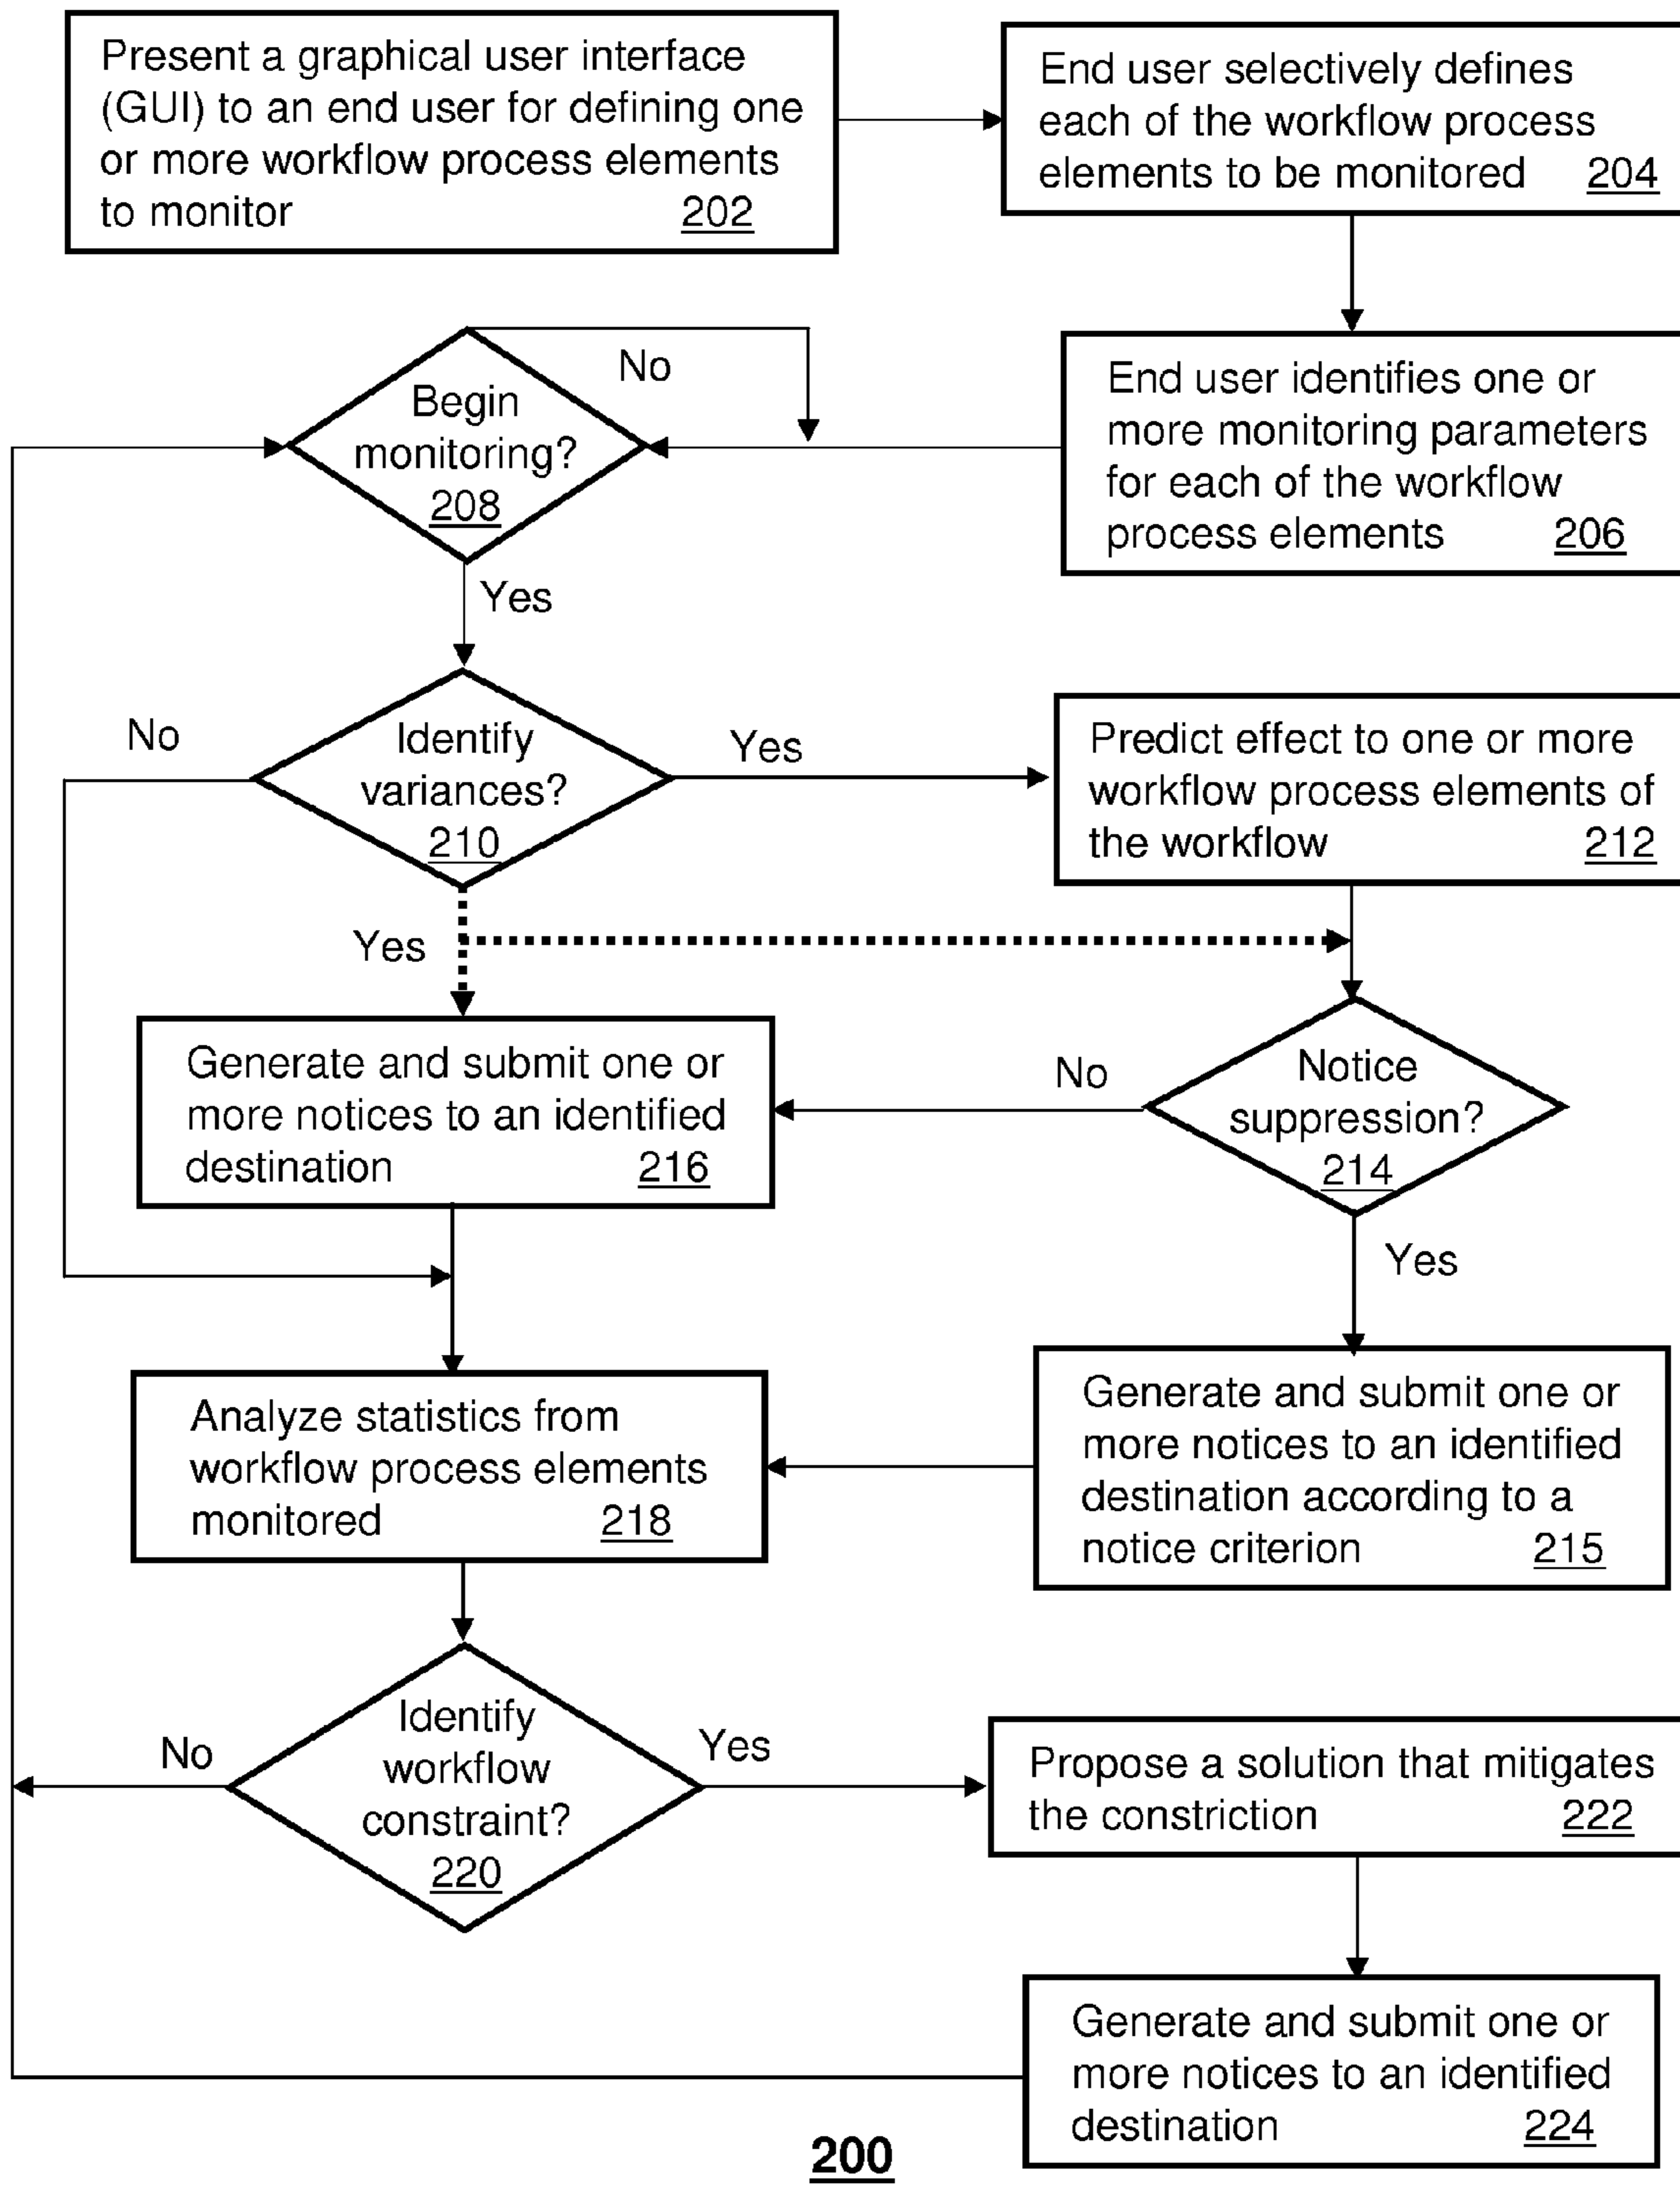 Present a graphical user interface
(GUI) to an end user for defining one
or more workflow process elements
to monitor 202
End user selectively defines
each of the workflow process
elements to be monitored 204
End user identifies one or
more monitoring parameters
for each of the workflow
process elements 206
No
Begin
monitoring?
208
Yes
Identify
variances?
210
No
Yes
Predict effect to one or more
workflow process elements of
the workflow 212
Yes
Generate and submit one or
more notices to an identified
destination 216
No
Notice
suppression?
214
Yes
Generate and submit one or
more notices to an identified
destination according to a
notice criterion 215
Analyze statistics from
workflow process elements
monitored 218
Identify
workflow
constraint?
220
No
Yes
Propose a solution that mitigates
the constriction 222
Generate and submit one or
more notices to an identified
destination 224
200